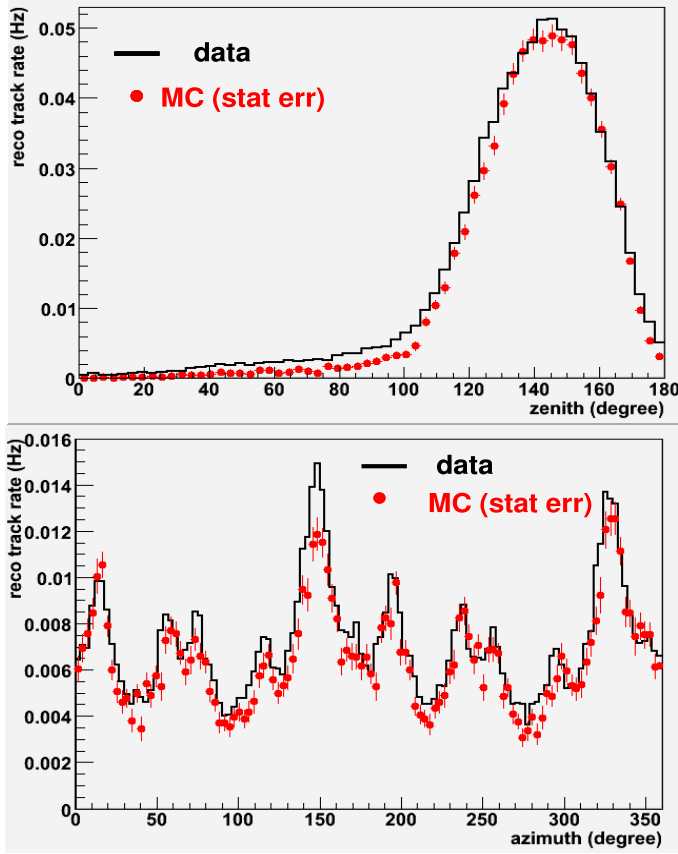 reco track rate (Hz)
0.05
0.04
0.03
0.02
0.01
0
data
MC (stat err)
0 20 40 60 80 100 120 140 160 180
zenith (degree)
reco track rate (Hz)
0.016
0.014
0.012
0.01
0.008
0.006
0.004
0.002
0
data
MC (stat err)
0 50 100 150 200 250 300 350
azimuth (degree)